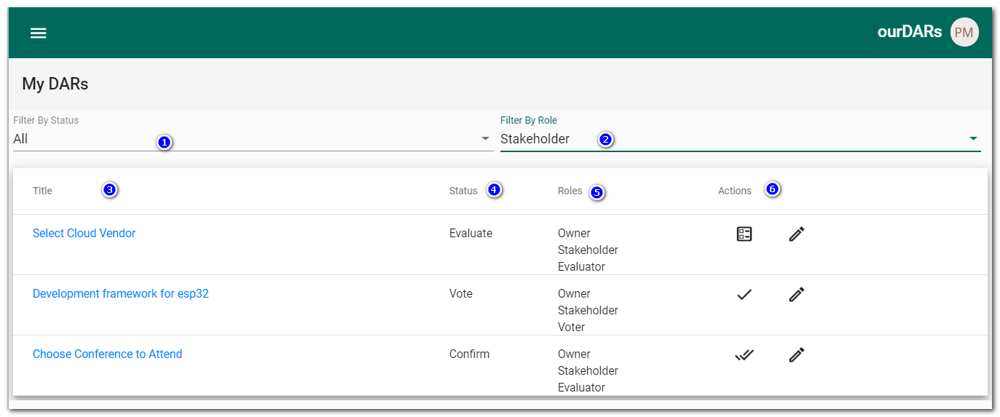 ourDARs PM
My DARs
Filter By Status Filter By Role
All 1 Stakeholder 2
Title 3 Status 4 Roles 5 Actions 6
Select Cloud Vendor Evaluate Owner
Stakeholder
Evaluator
Development framework for esp32 Vote Owner
Stakeholder
Voter
Choose Conference to Attend Confirm Owner
Stakeholder
Evaluator